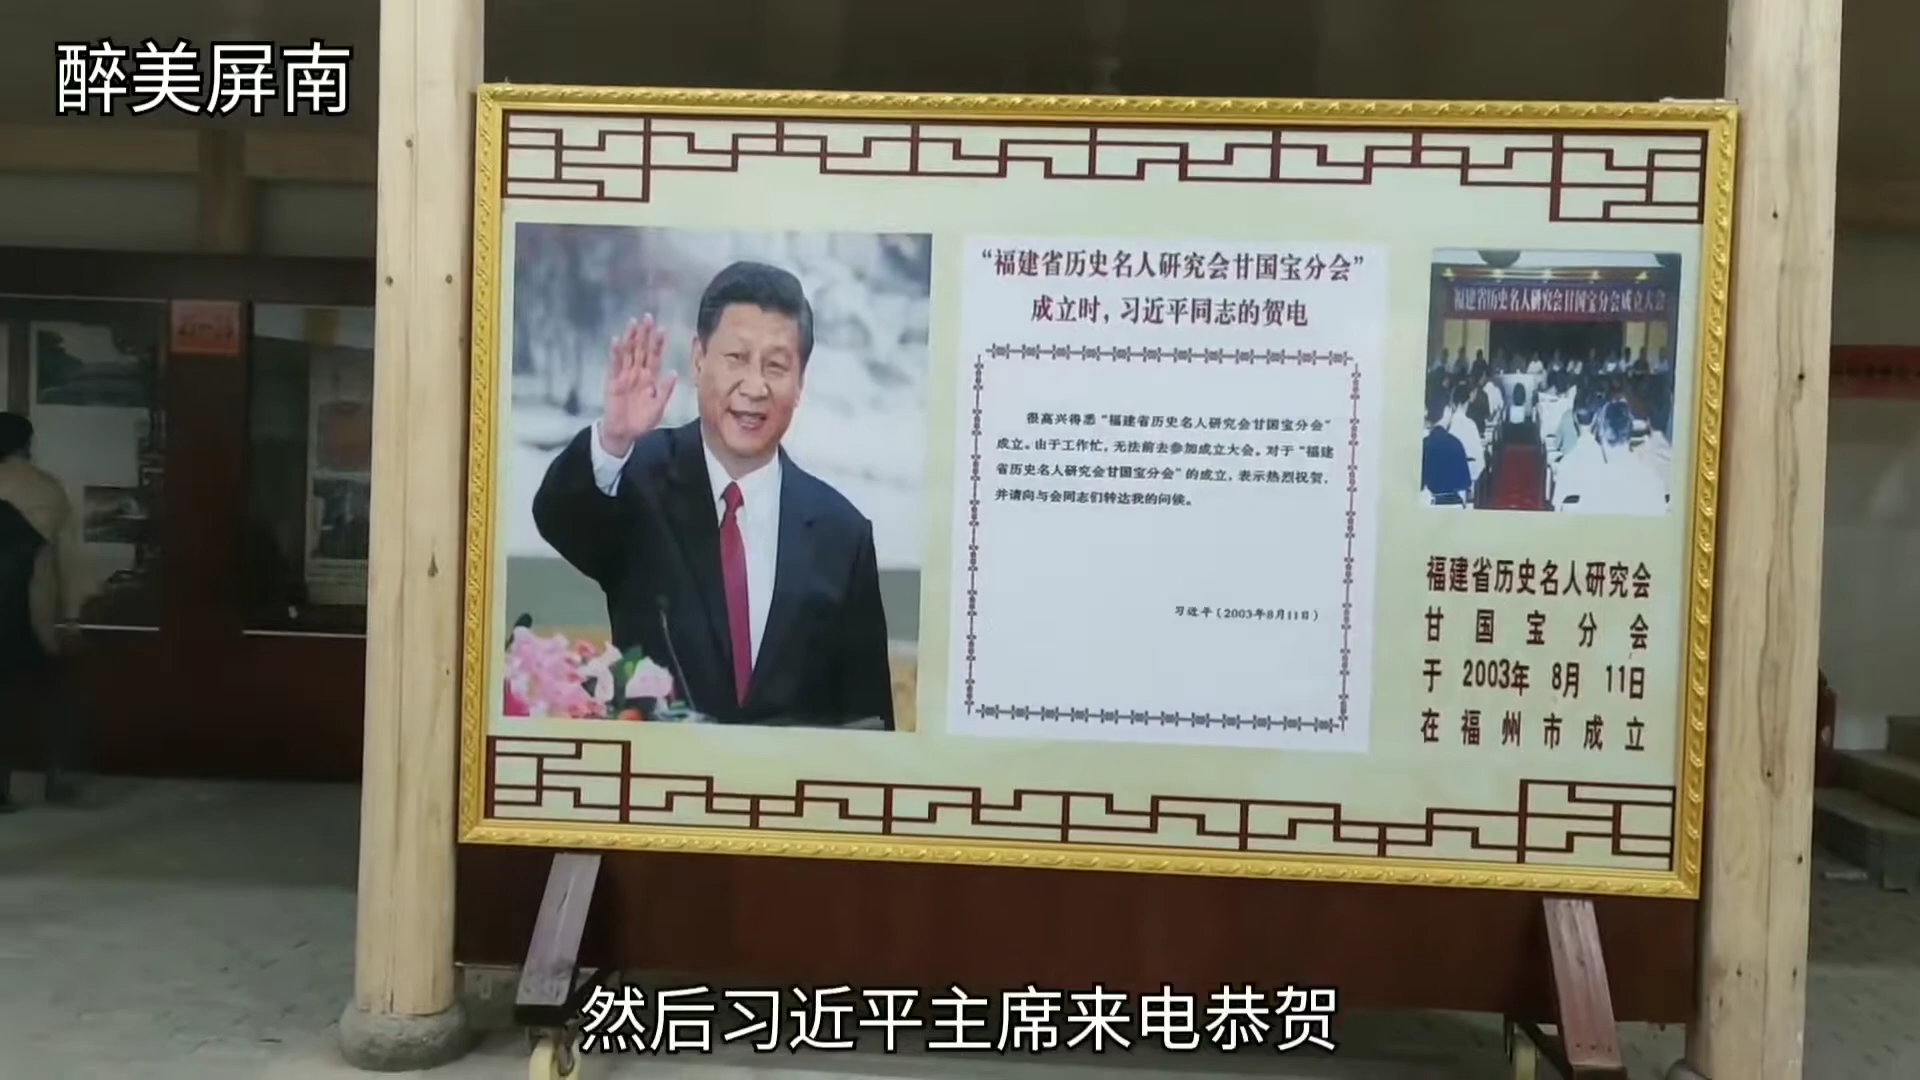 醉美屏南
“福建省历史名人研究会甘国宝分会”
成立时，习近平同志的贺电
很高兴得悉“福建省历史名人研究会甘国宝分会”
成立。由于工作忙，无法前去参加成立大会。对于“福建
省历史名人研究会甘国宝分会”的成立，表示热烈祝贺，
并请向与会同志们转达我的问候。
习近平（2003年8月11日）
福建省历史名人研究会甘国宝分会成立大会
福建省历史名人研究会
甘国宝分会
于2003年8月11日
在福州市成立
然后习近平主席来电恭贺